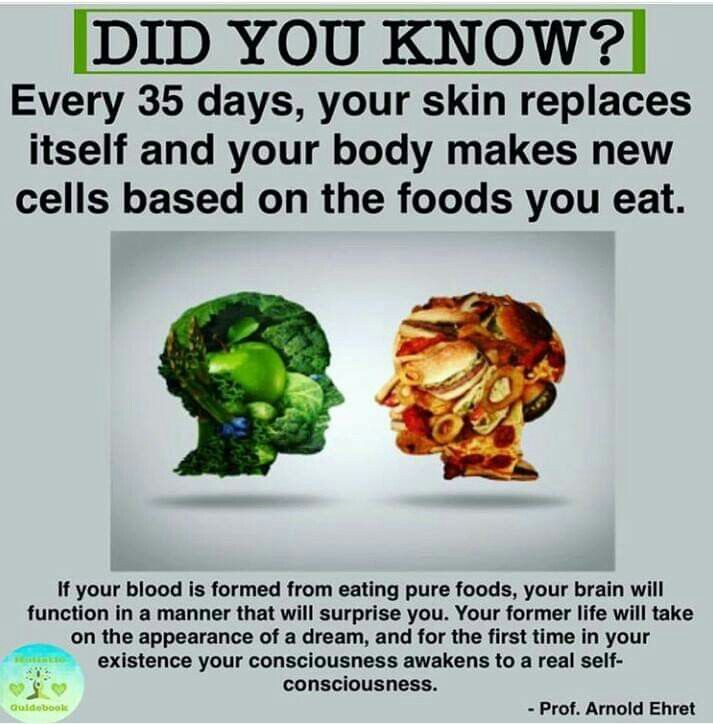 DID YOU KNOW?
Every 35 days, your skin replaces
itself and your body makes new
cells based on the foods you eat.
If your blood is formed from eating pure foods, your brain will
function in a manner that will surprise you. Your former life will take
on the appearance of a dream, and for the first time in your
existence your consciousness awakens to a real self-
consciousness.
- Prof. Arnold Ehret
Holistic
Guidebook